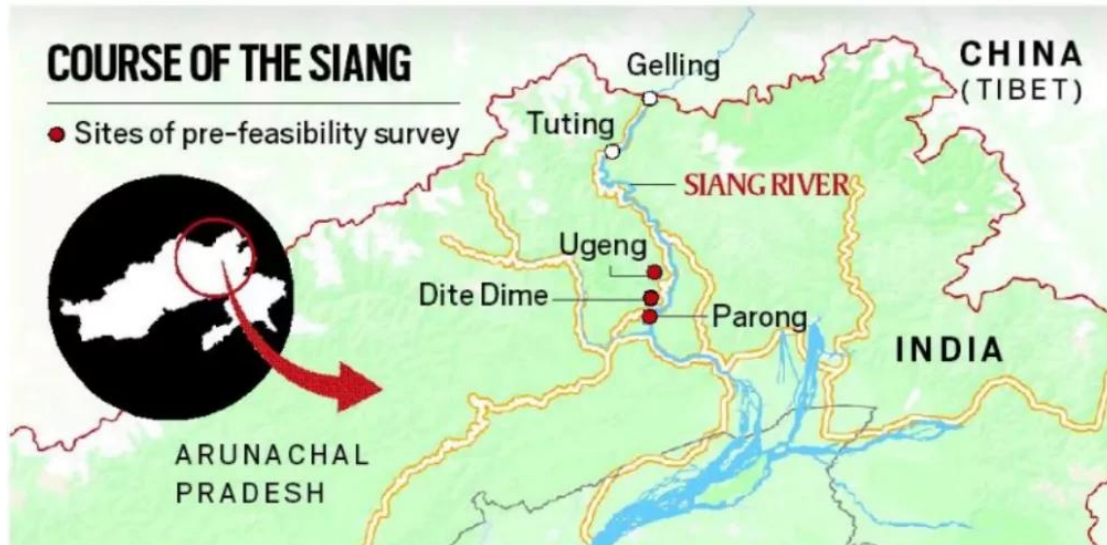 COURSE OF THE SIANG
Sites of pre-feasibility survey
Gelling
CHINA
(TIBET)
Tuting
SIANG RIVER
Ugeng
Dite Dime
Parong
INDIA
ARUNACHAL
PRADESH